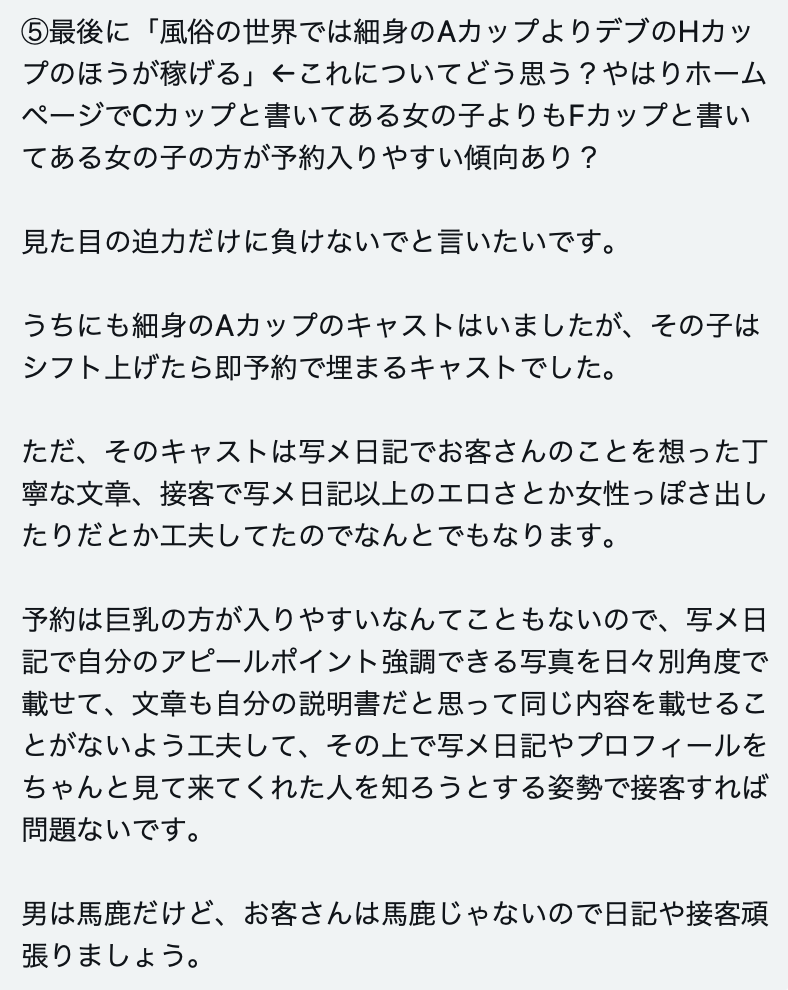 ⑤最後に「風俗の世界では細身のAカップよりデブのHカッ
プのほうが稼げる」←これについてどう思う？やはりホーム
ページでCカップと書いてある女の子よりもFカップと書い
てある女の子の方が予約入りやすい傾向あり？
見た目の迫力だけに負けないでと言いたいです。
うちにも細身のAカップのキャストはいましたが、その子は
シフト上げたら即予約で埋まるキャストでした。
ただ、そのキャストは写メ日記でお客さんのことを想った丁
寧な文章、接客で写メ日記以上のエロさとか女性っぽさ出し
たりだとか工夫してたのでなんとでもなります。
予約は巨乳の方が入りやすいなんてこともないので、写メ日
記で自分のアピールポイント強調できる写真を日々別角度で
載せて、文章も自分の説明書だと思って同じ内容を載せるこ
とがないよう工夫して、その上で写メ日記やプロフィールを
ちゃんと見て来てくれた人を知ろうとする姿勢で接客すれば
問題ないです。
男は馬鹿だけど、お客さんは馬鹿じゃないので日記や接客頑
張りましょう。